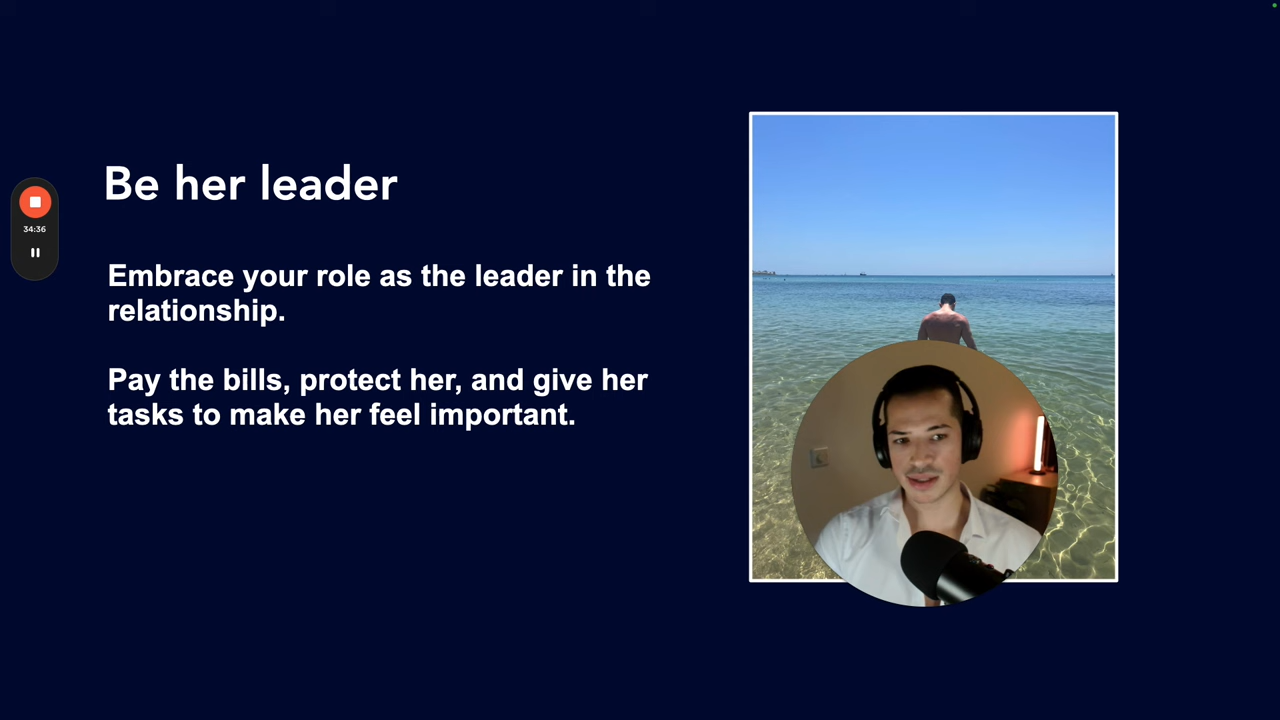 Be her leader
34:36
Embrace your role as the leader in the
relationship.
Pay the bills, protect her, and give her
tasks to make her feel important.